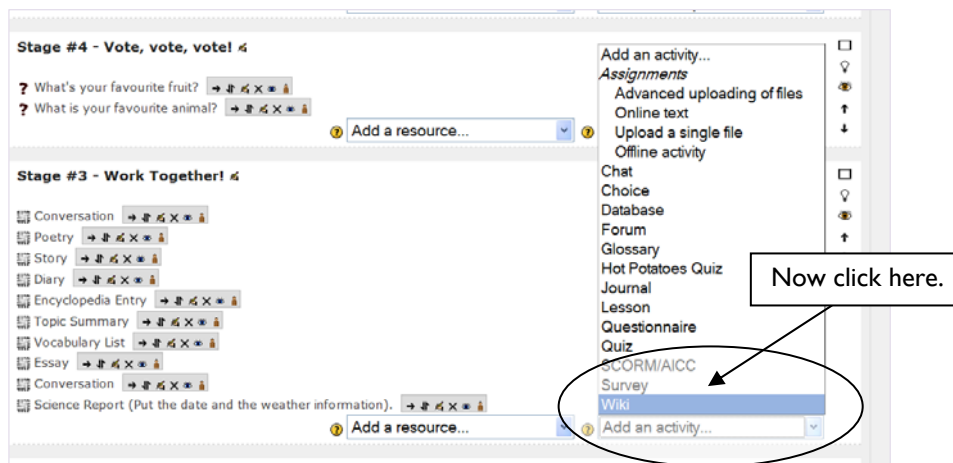 Stage #4 - Vote, vote, vote!
What's your favourite fruit?
What is your favourite animal?
Add a resource...
Add an activity...
Assignments
Advanced uploading of files
Online text
Upload a single file
Offline activity
Chat
Choice
Database
Forum
Glossary
Hot Potatoes Quiz
Journal
Lesson
Questionnaire
Quiz
SCORM/AICC
Survey
Wiki
Now click here.
Stage #3 - Work Together!
Conversation
Poetry
Story
Diary
Encyclopedia Entry
Topic Summary
Vocabulary List
Essay
Conversation
Science Report (Put the date and the weather information).
Add a resource...
Add an activity...